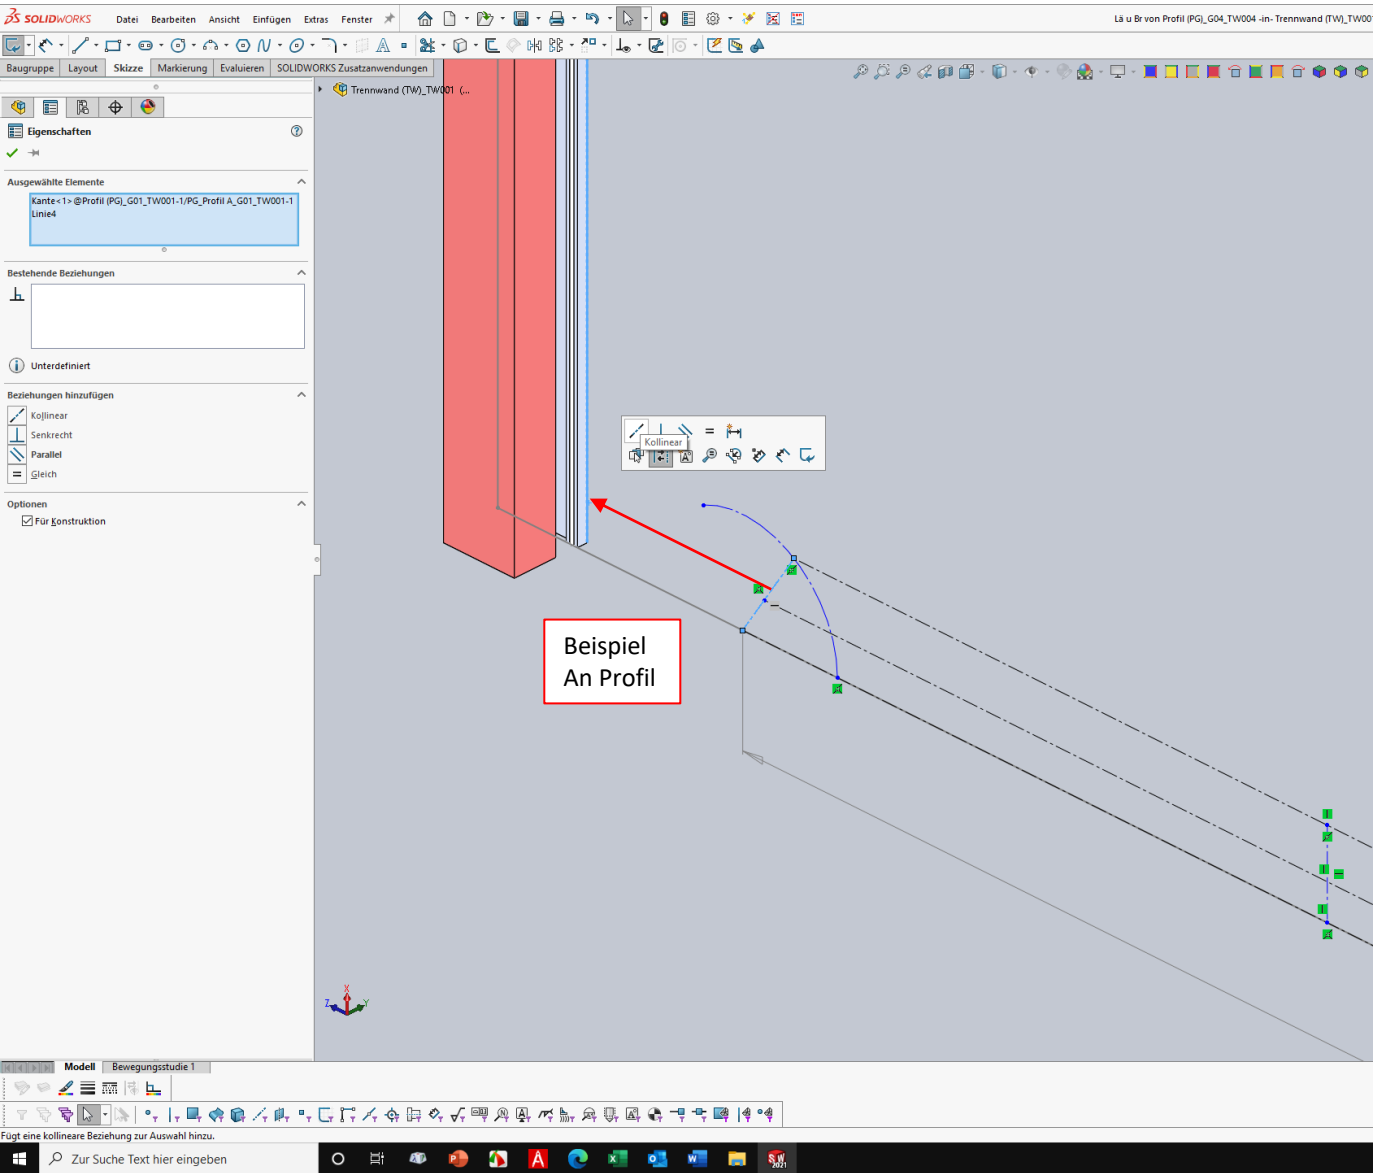 SOLIDWORKS Datei Bearbeiten Ansicht Einfügen Extras Fenster Lä u Br von Profil (PG)_G04_TW004 -in- Trennwand (TW)_TW001
Baugruppe Layout Skizze Markierung Evaluieren SOLIDWORKS Zusatzanwendungen
Trennwand (TW)_TW001 (...
Eigenschaften
Ausgewählte Elemente
Kante<1>@Profil (PG)_G01_TW001-1/PG_Profil A_G01_TW001-1
Linie4
Bestehende Beziehungen
Unterdefiniert
Beziehungen hinzufügen
Kollinear
Senkrecht
Parallel
Gleich
Optionen
Für Konstruktion
Kollinear
Beispiel
An Profil
X
Z Y
Modell Bewegungsstudie 1
Fügt eine kollineare Beziehung zur Auswahl hinzu.
Zur Suche Text hier eingeben
SW
2021